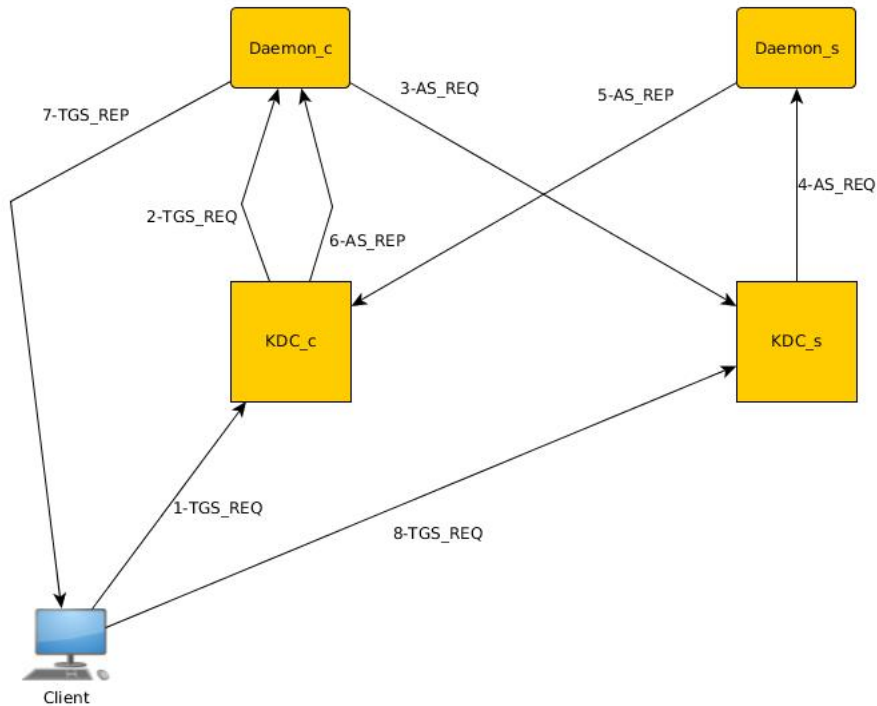 Daemon_c
Daemon_s
3-AS_REQ
5-AS_REP
7-TGS_REP
4-AS_REQ
2-TGS_REQ
6-AS_REP
KDC_c
KDC_s
1-TGS_REQ
8-TGS_REQ
Client